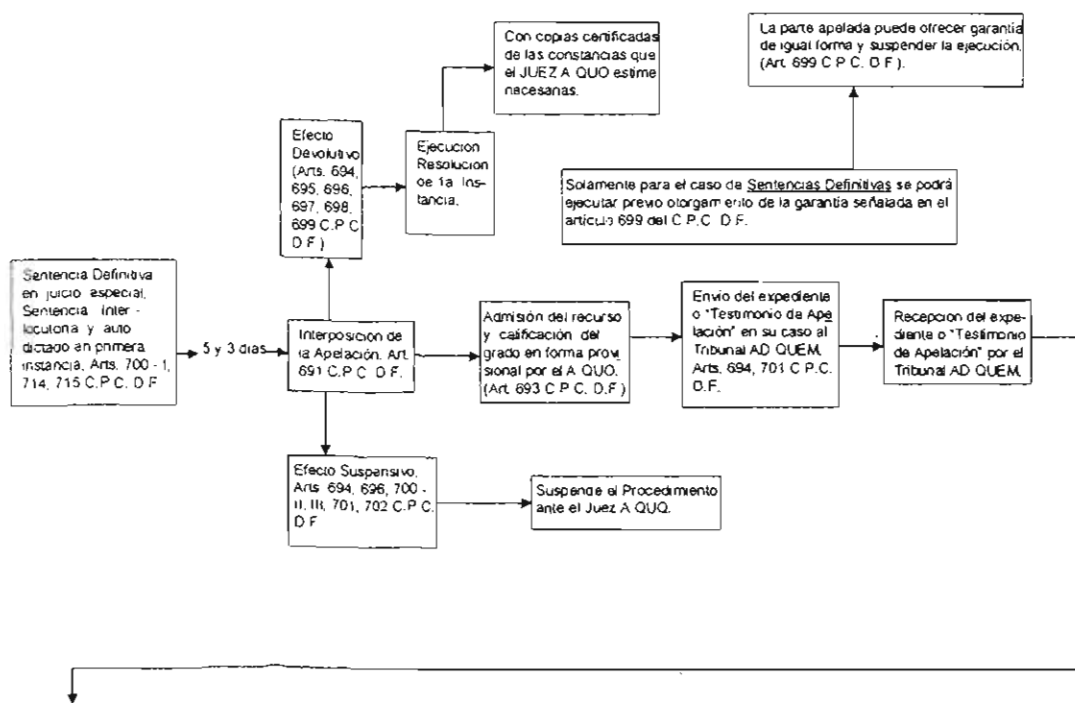 Con copias certificadas
de las constancias que
el JUEZ A QUO estime
necesarias.
La parte apelada puede ofrecer garantía
de igual forma y suspender la ejecución.
(Art. 699 C.P.C. D.F.).
Efecto
Devolutivo
(Arts. 694,
695, 696,
697, 698,
699 C.P.C.
D.F.)
Ejecución
Resolución
de 1a Ins-
tancia.
Solamente para el caso de Sentencias Definitivas se podrá
ejecutar previo otorgamiento de la garantía señalada en el
artículo 699 del C.P.C. D.F.
Sentencia Definitiva
en juicio especial,
Sentencia Inter-
locutoria y auto
dictado en primera
instancia, Arts. 700 - I,
714, 715 C.P.C. D.F.
5 y 3 días
Interposición de
la Apelación. Art.
691 C.P.C. D.F.
Admisión del recurso
y calificación del
grado en forma provi-
sional por el A QUO.
(Art. 693 C.P.C. D.F.)
Envio del expediente
o "Testimonio de Ape-
lación" en su caso al
Tribunal AD QUEM.
Arts. 694, 701 C.P.C.
D.F.
Recepcion del expe-
diente o "Testimonio
de Apelación" por el
Tribunal AD QUEM.
Efecto Suspensivo,
Arts. 694, 696, 700 -
II, III, 701, 702 C.P.C.
D.F.
Suspende el Procedimiento
ante el Juez A QUO.